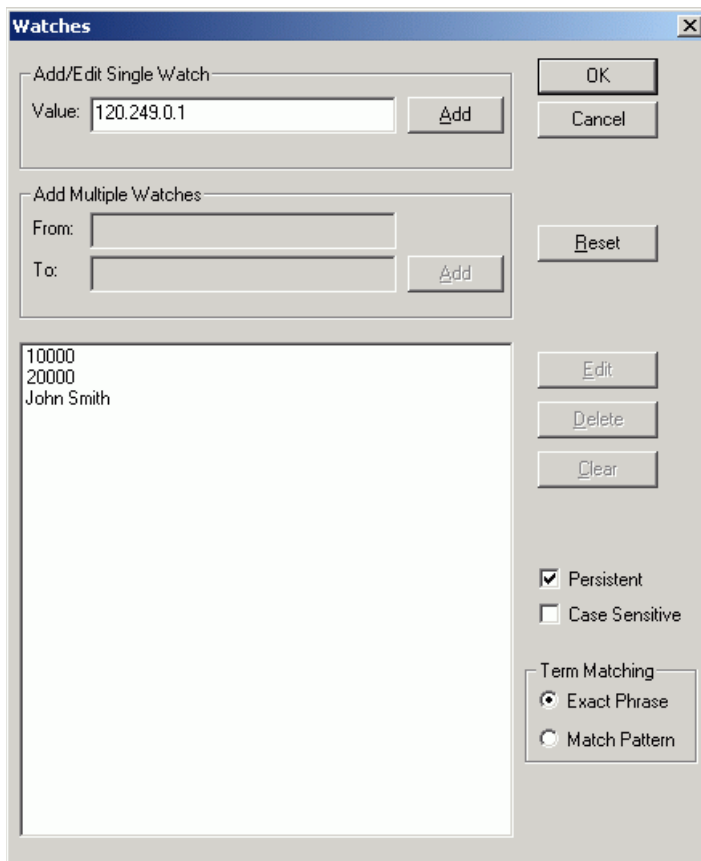 Watches
Add/Edit Single Watch
Value: 120.249.0.1 Add
OK
Cancel
Add Multiple Watches
From:
To: Add
Reset
10000
20000
John Smith
Edit
Delete
Clear
Persistent
Case Sensitive
Term Matching
Exact Phrase
Match Pattern